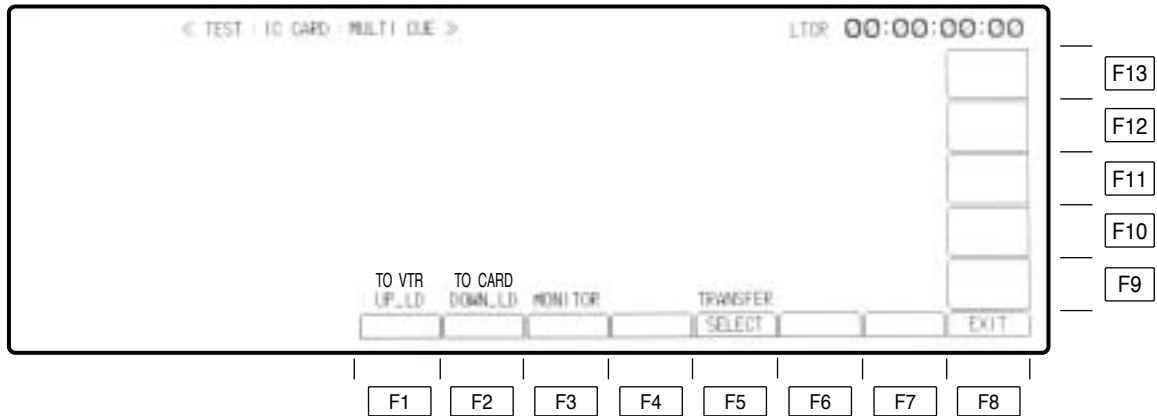 ≪ TEST : IC CARD : MULTI CUE ≫ LTCR 00:00:00:00
F13
F12
F11
F10
F9
TO VTR TO CARD
UP_LD DOWN_LD MONITOR TRANSFER
SELECT EXIT
F1 F2 F3 F4 F5 F6 F7 F8